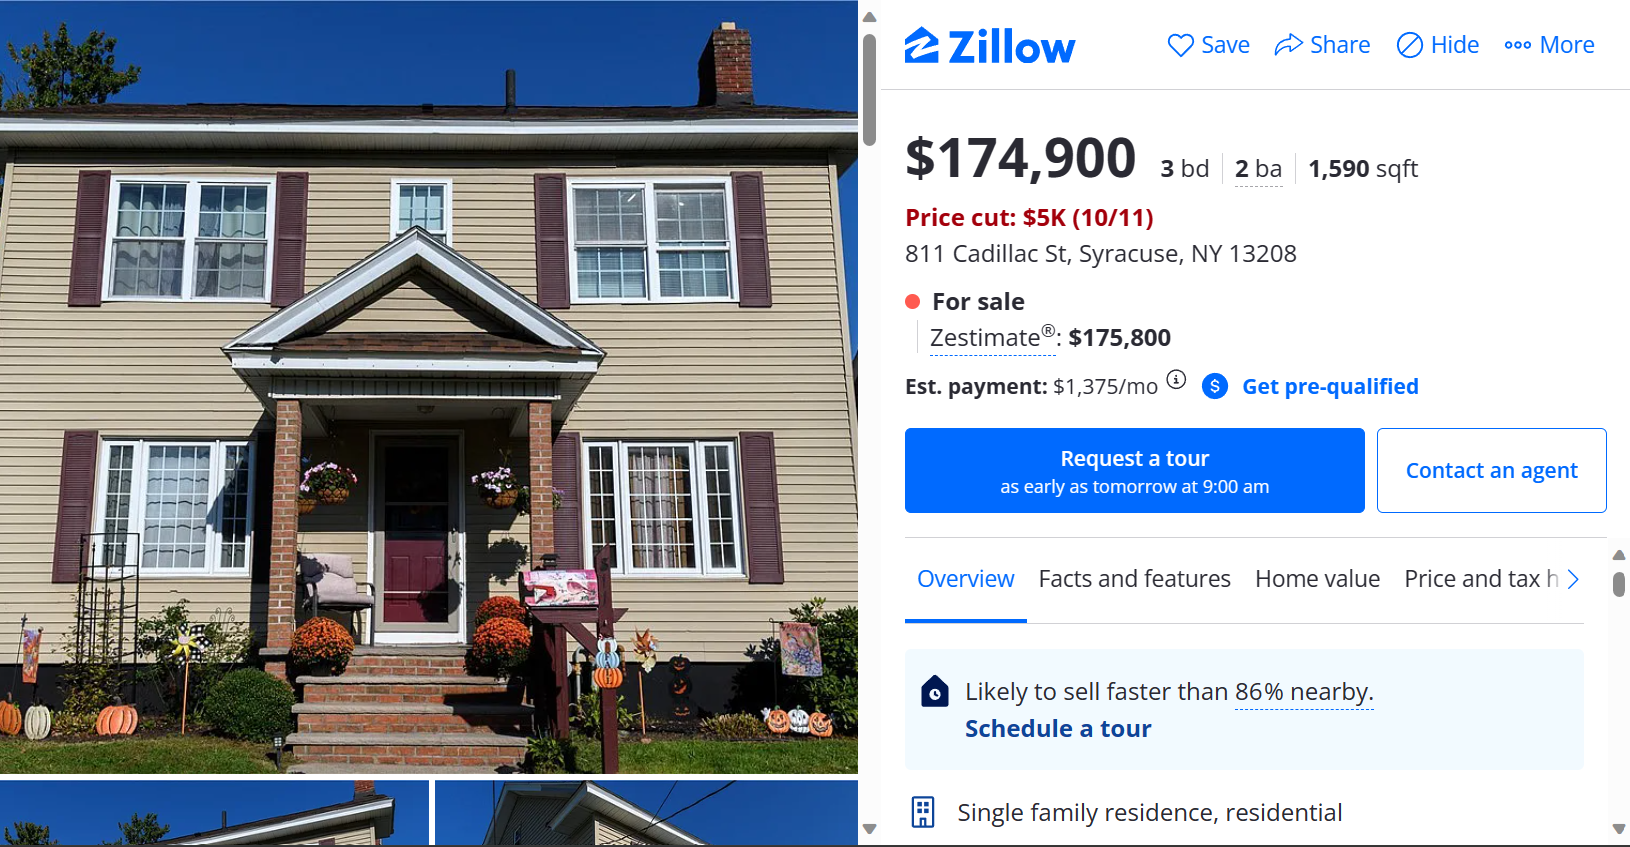 Zillow
Save Share Hide More
$174,900 3 bd 2 ba 1,590 sqft
Price cut: $5K (10/11)
811 Cadillac St, Syracuse, NY 13208
For sale
Zestimate®: $175,800
Est. payment: $1,375/mo $ Get pre-qualified
Request a tour
as early as tomorrow at 9:00 am
Contact an agent
Overview Facts and features Home value Price and tax h
Likely to sell faster than 86% nearby.
Schedule a tour
Single family residence, residential